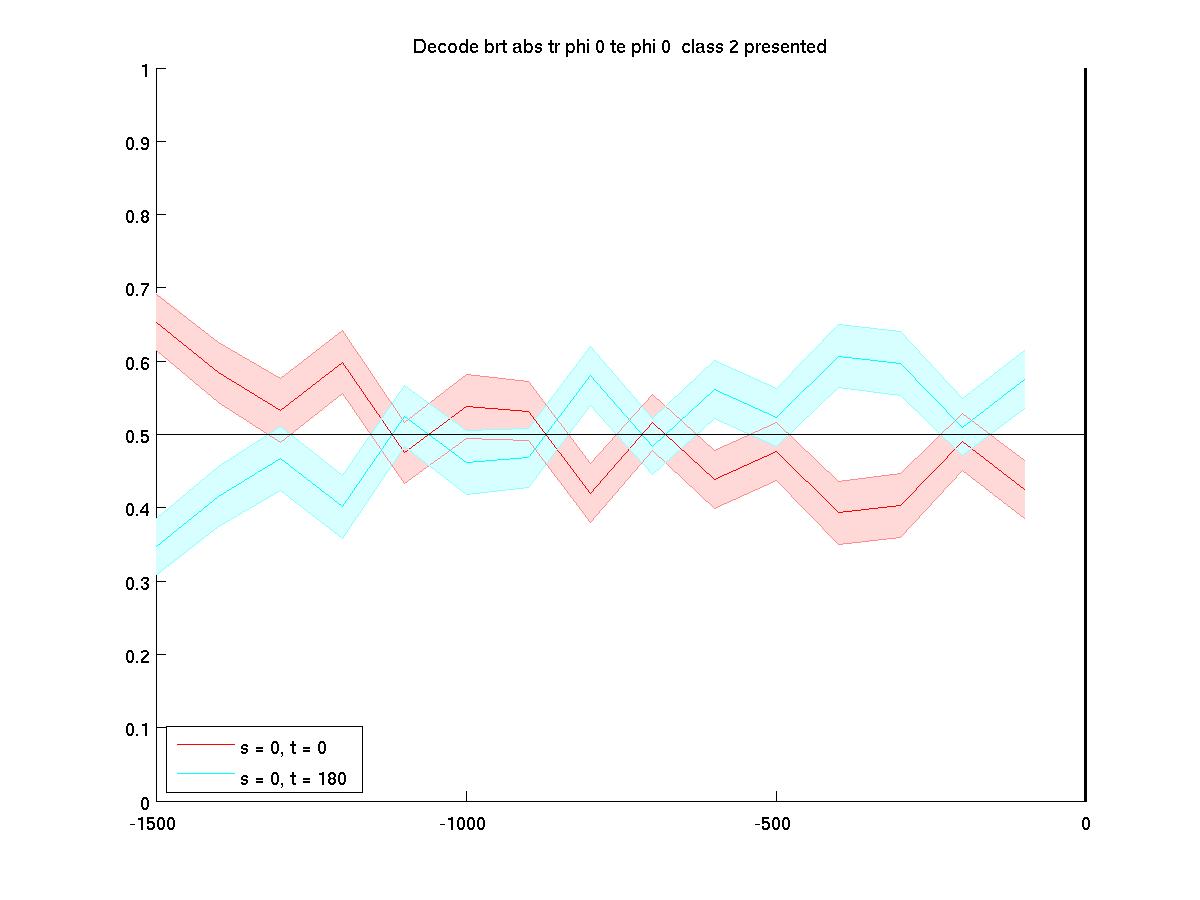 Decode brt abs tr phi 0 te phi 0  class 2 presented
1
0.9
0.8
0.7
0.6
0.5
0.4
0.3
0.2
0.1
0
s = 0, t = 0
s = 0, t = 180
-1500 -1000 -500 0